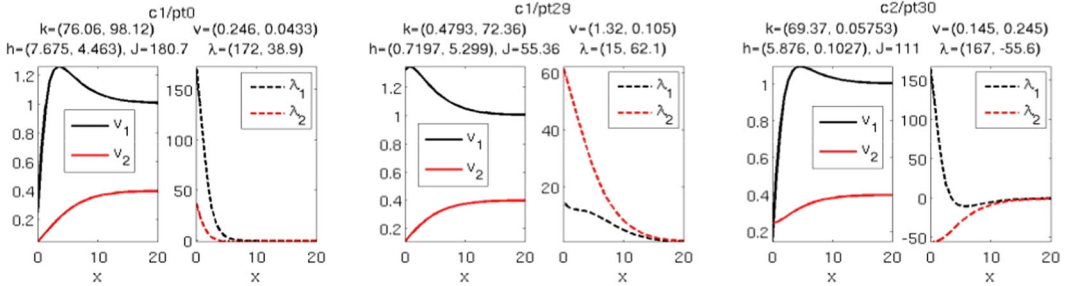 c1/pt0
k=(76.06, 98.12) v=(0.246, 0.0433)
h=(7.675, 4.463), J=180.7 λ=(172, 38.9)
1.2
1
0.8
0.6
0.4
0.2
v1
v2
0 10 20
x
150
100
50
0
λ1
λ2
0 10 20
x
c1/pt29
k=(0.4793, 72.36) v=(1.32, 0.105)
h=(0.7197, 5.299), J=55.36 λ=(15, 62.1)
1.2
1
0.8
0.6
0.4
0.2
v1
v2
0 10 20
x
60
40
20
λ1
λ2
0 10 20
x
c2/pt30
k=(69.37, 0.05753) v=(0.145, 0.245)
h=(5.876, 0.1027), J=111 λ=(167, -55.6)
1
0.8
0.6
0.4
0.2
v1
v2
0 10 20
x
150
100
50
0
-50
λ1
λ2
0 10 20
x